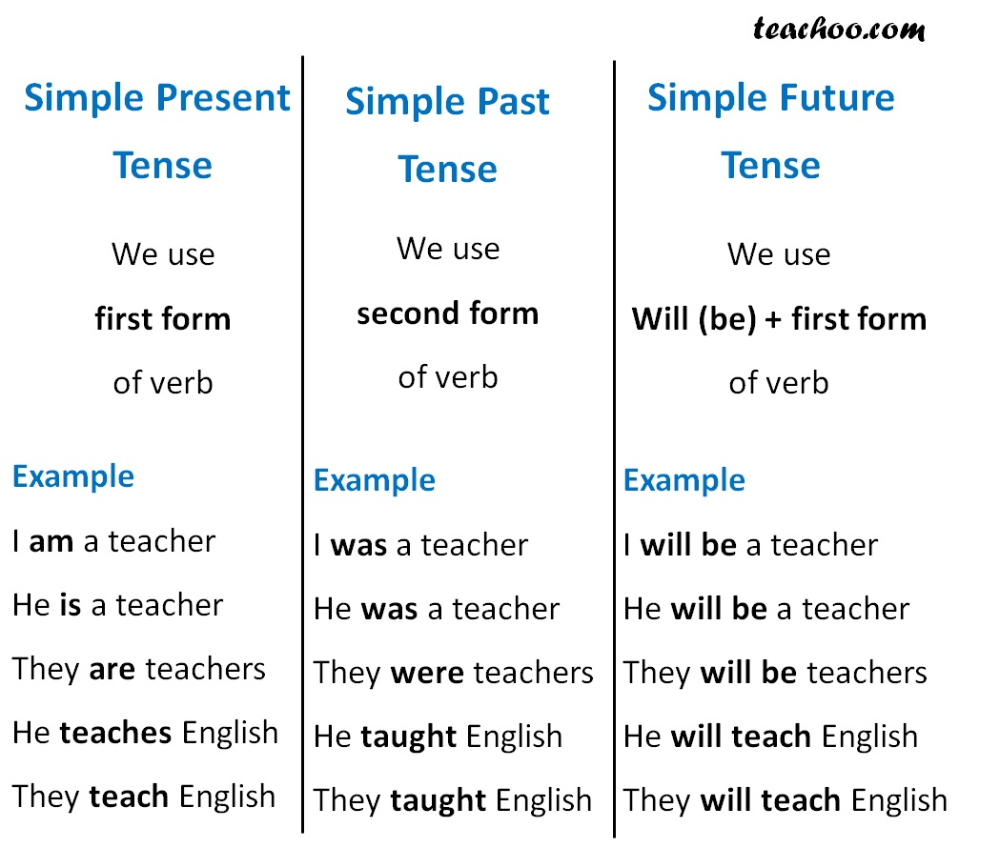 teachoo.com
Simple Present
Tense
We use
first form
of verb
Example
I am a teacher
He is a teacher
They are teachers
He teaches English
They teach English
Simple Past
Tense
We use
second form
of verb
Example
I was a teacher
He was a teacher
They were teachers
He taught English
They taught English
Simple Future
Tense
We use
Will (be) + first form
of verb
Example
I will be a teacher
He will be a teacher
They will be teachers
He will teach English
They will teach English